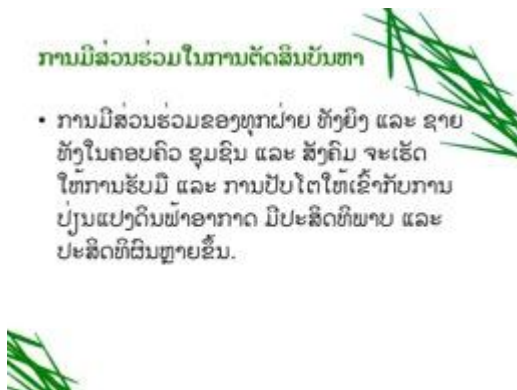 ການມີສ່ວນຮ່ວມໃນການຕັດສິນບັນຫາ
• ການມີສ່ວນຮ່ວມຂອງທຸກຝ່າຍ ທັງຍິງ ແລະ ຊາຍ
ທັງໃນຄອບຄົວ ຊຸມຊົນ ແລະ ສັງຄົມ ຈະເຮັດ
ໃຫ້ການຮັບມື ແລະ ການປັບໂຕໃຫ້ເຂົ້າກັບການ
ປ່ຽນແປງດິນຟ້າອາກາດ ມີປະສິດທິພາບ ແລະ
ປະສິດທິຜົນຫຼາຍຂຶ້ນ.